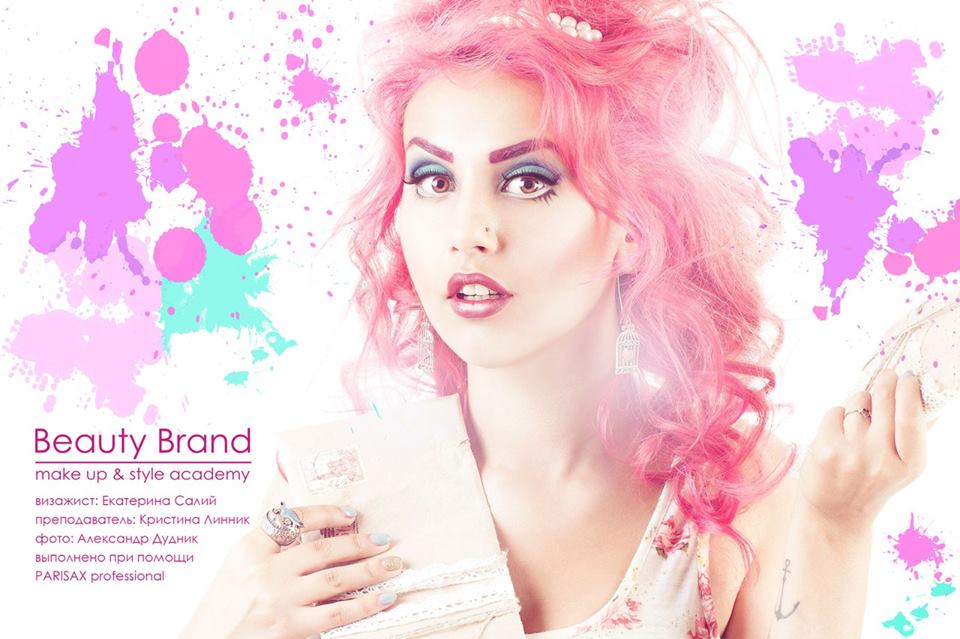 Beauty Brand
make up & style academy
визажист: Екатерина Салий
преподаватель: Кристина Линник
фото: Александр Дудник
выполнено при помощи
PARISAX professional